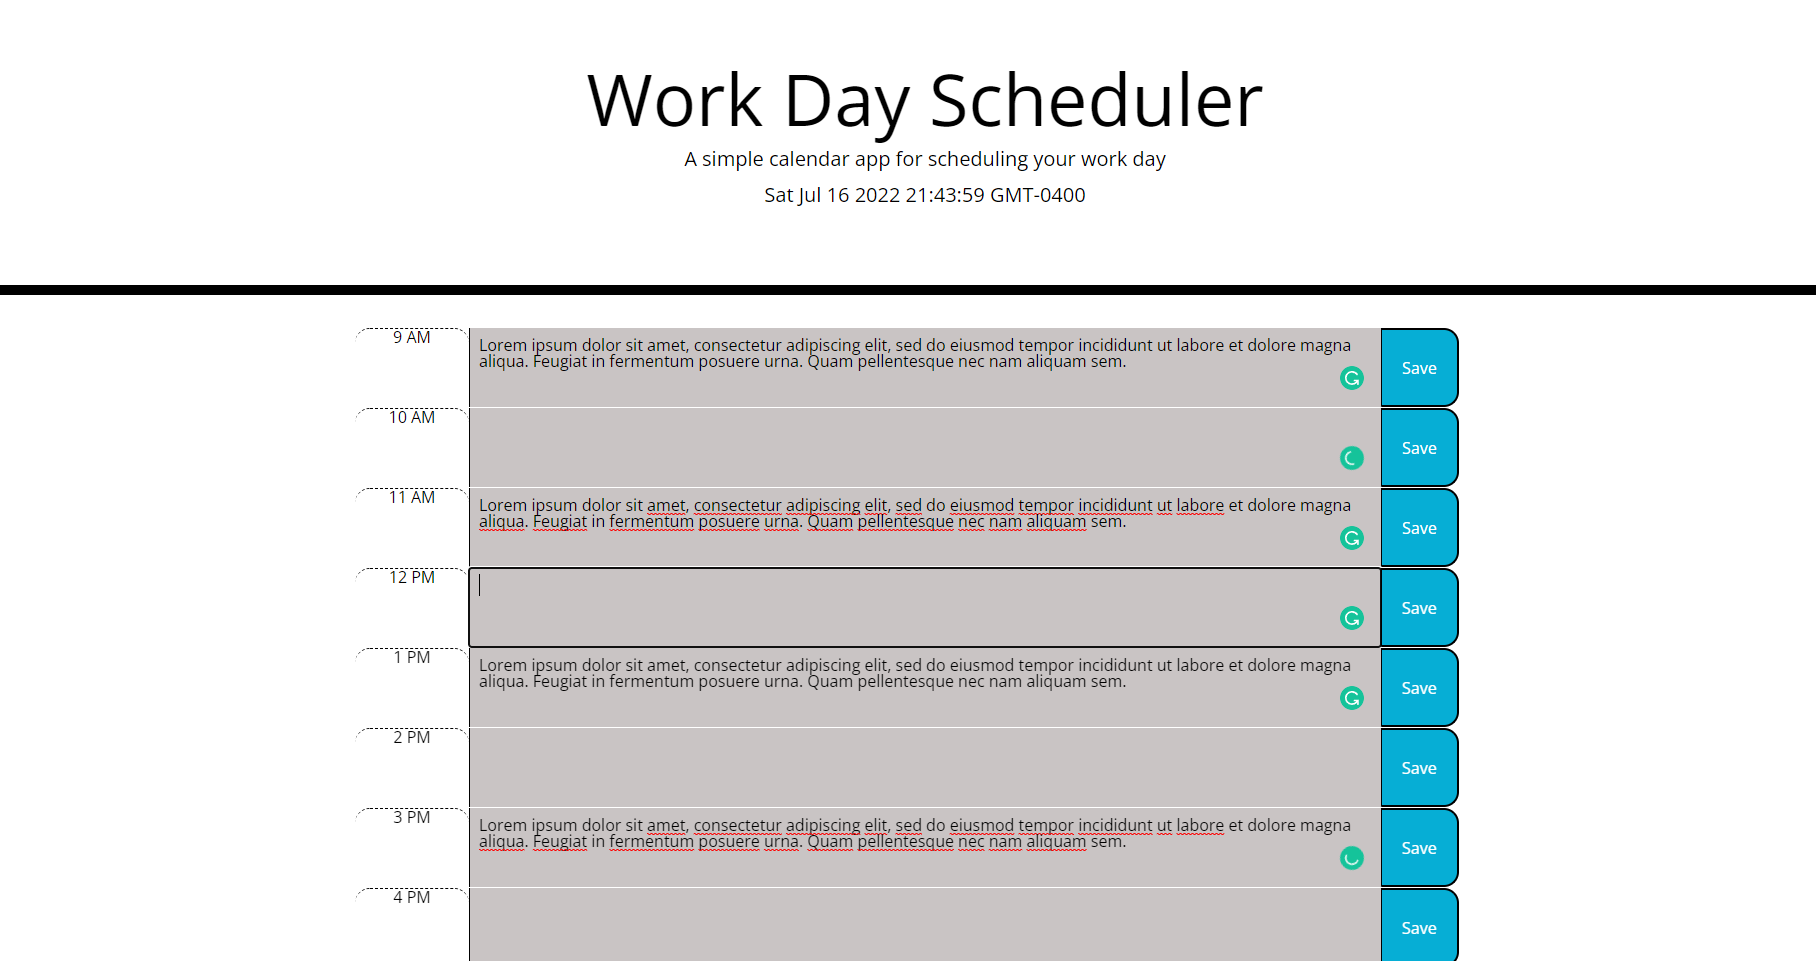 Work Day Scheduler
A simple calendar app for scheduling your work day
Sat Jul 16 2022 21:43:59 GMT-0400
9 AM
Lorem ipsum dolor sit amet, consectetur adipiscing elit, sed do eiusmod tempor incididunt ut labore et dolore magna
aliqua. Feugiat in fermentum posuere urna. Quam pellentesque nec nam aliquam sem.
Save
10 AM
Save
11 AM
Lorem ipsum dolor sit amet, consectetur adipiscing elit, sed do eiusmod tempor incididunt ut labore et dolore magna
aliqua. Feugiat in fermentum posuere urna. Quam pellentesque nec nam aliquam sem.
Save
12 PM
Save
1 PM
Lorem ipsum dolor sit amet, consectetur adipiscing elit, sed do eiusmod tempor incididunt ut labore et dolore magna
aliqua. Feugiat in fermentum posuere urna. Quam pellentesque nec nam aliquam sem.
Save
2 PM
Save
3 PM
Lorem ipsum dolor sit amet, consectetur adipiscing elit, sed do eiusmod tempor incididunt ut labore et dolore magna
aliqua. Feugiat in fermentum posuere urna. Quam pellentesque nec nam aliquam sem.
Save
4 PM
Save